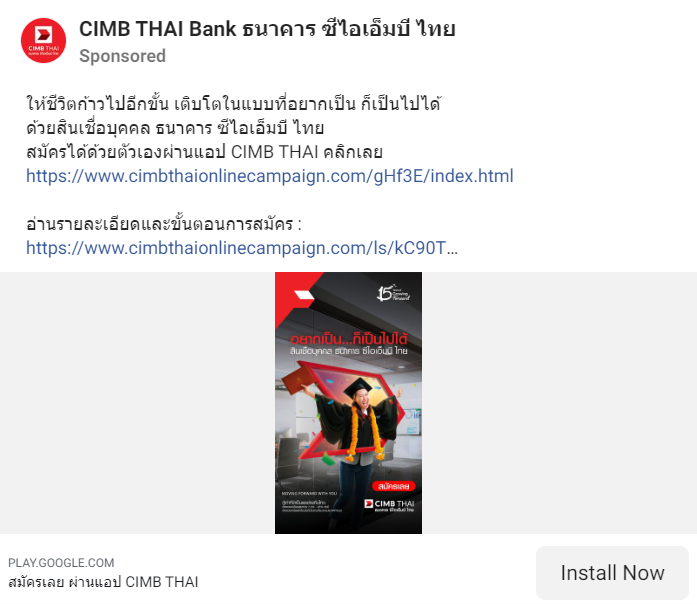 CIMB THAI Bank ธนาคาร ซีไอเอ็มบี ไทย
Sponsored
CIMB THAI
ให้ชีวิตก้าวไปอีกขั้น เติบโตในแบบที่อยากเป็น ก็เป็นไปได้
ด้วยสินเชื่อบุคคล ธนาคาร ซีไอเอ็มบี ไทย
สมัครได้ด้วยตัวเองผ่านแอป CIMB THAI คลิกเลย
https://www.cimbthaionlinecampaign.com/gHf3E/index.html
อ่านรายละเอียดและขั้นตอนการสมัคร :
https://www.cimbthaionlinecampaign.com/ls/kC90T…
15
Forward
อยากเป็น...ก็เป็นไปได้
สินเชื่อบุคคล ธนาคาร ซีไอเอ็มบี ไทย
สมัครเลย
MOVING FORWARD WITH YOU
CIMB THAI
ธนาคาร ซีไอเอ็มบี ไทย
PLAY.GOOGLE.COM
สมัครเลย ผ่านแอป CIMB THAI
Install Now